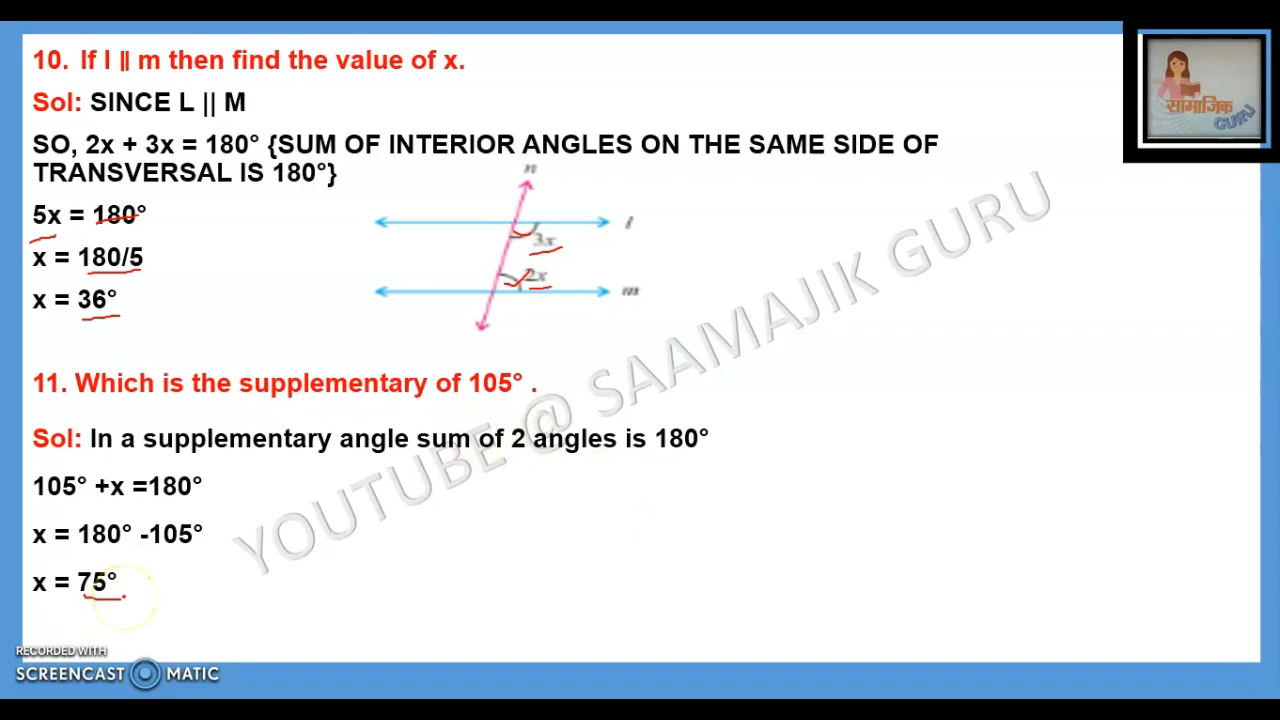 10. If l || m then find the value of x.
Sol: SINCE L || M
SO, 2x + 3x = 180° {SUM OF INTERIOR ANGLES ON THE SAME SIDE OF
TRANSVERSAL IS 180°}
n
5x = 180°
l
3x
x = 180/5
2x
m
x = 36°
11. Which is the supplementary of 105° .
Sol: In a supplementary angle sum of 2 angles is 180°
105° +x =180°
x = 180° -105°
x = 75°
YOUTUBE @ SAAMAJIK GURU
सामाजिक
GURU
RECORDED WITH
SCREENCAST MATIC